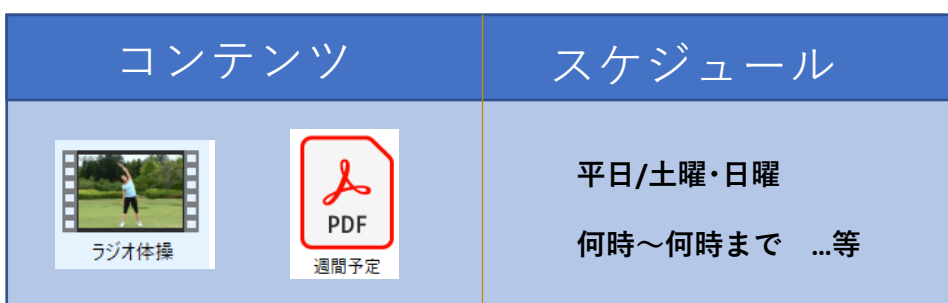 コンテンツ
スケジュール
ラジオ体操
PDF
週間予定
平日/土曜・日曜
何時～何時まで　…等